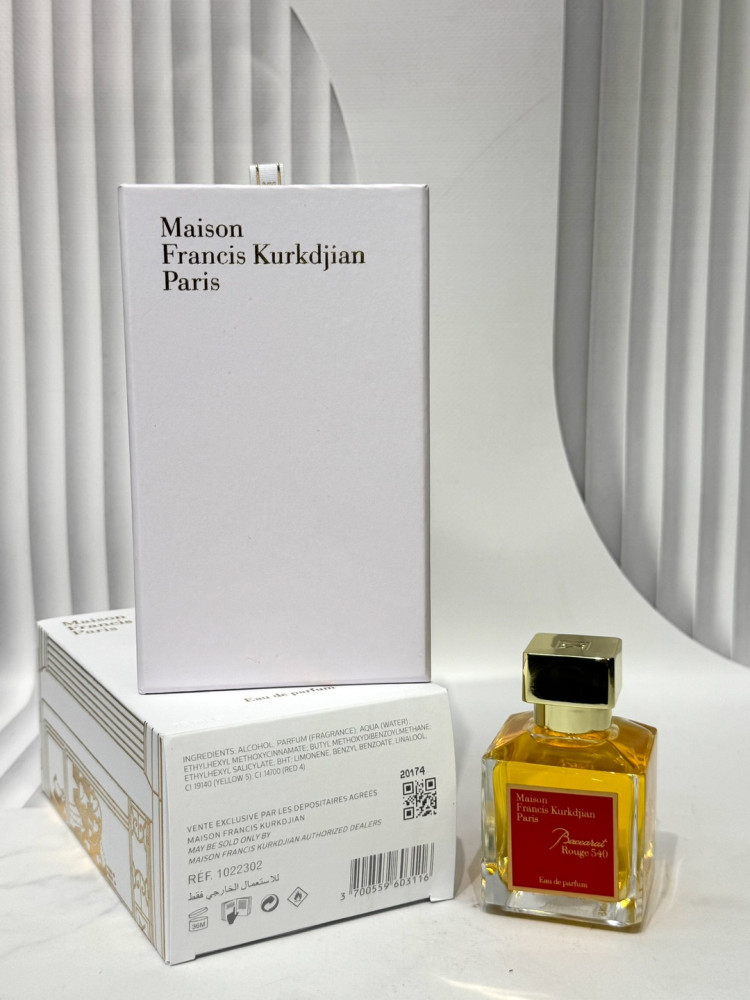 Maison
Francis Kurkdjian
Paris
Maison
Francis
Paris
Eau de parfum
INGREDIENTS: ALCOHOL, PARFUM (FRAGRANCE), AQUA (WATER),
ETHYLHEXYL METHOXYCINNAMATE, BUTYL METHOXYDIBENZOYLMETHANE,
ETHYLHEXYL SALICYLATE, BHT, LIMONENE, BENZYL BENZOATE, LINALOOL,
CI 19140 (YELLOW 5), CI 14700 (RED 4)
20174
VENTE EXCLUSIVE PAR LES DEPOSITAIRES AGREES
MAISON FRANCIS KURKDJIAN
MAY BE SOLD ONLY BY
MAISON FRANCIS KURKDJIAN AUTHORIZED DEALERS
RÉF. 1022302
للاستعمال الخارجي فقط
36M
3 700559 603116
Maison
Francis Kurkdjian
Paris
Baccarat
Rouge 540
Eau de parfum